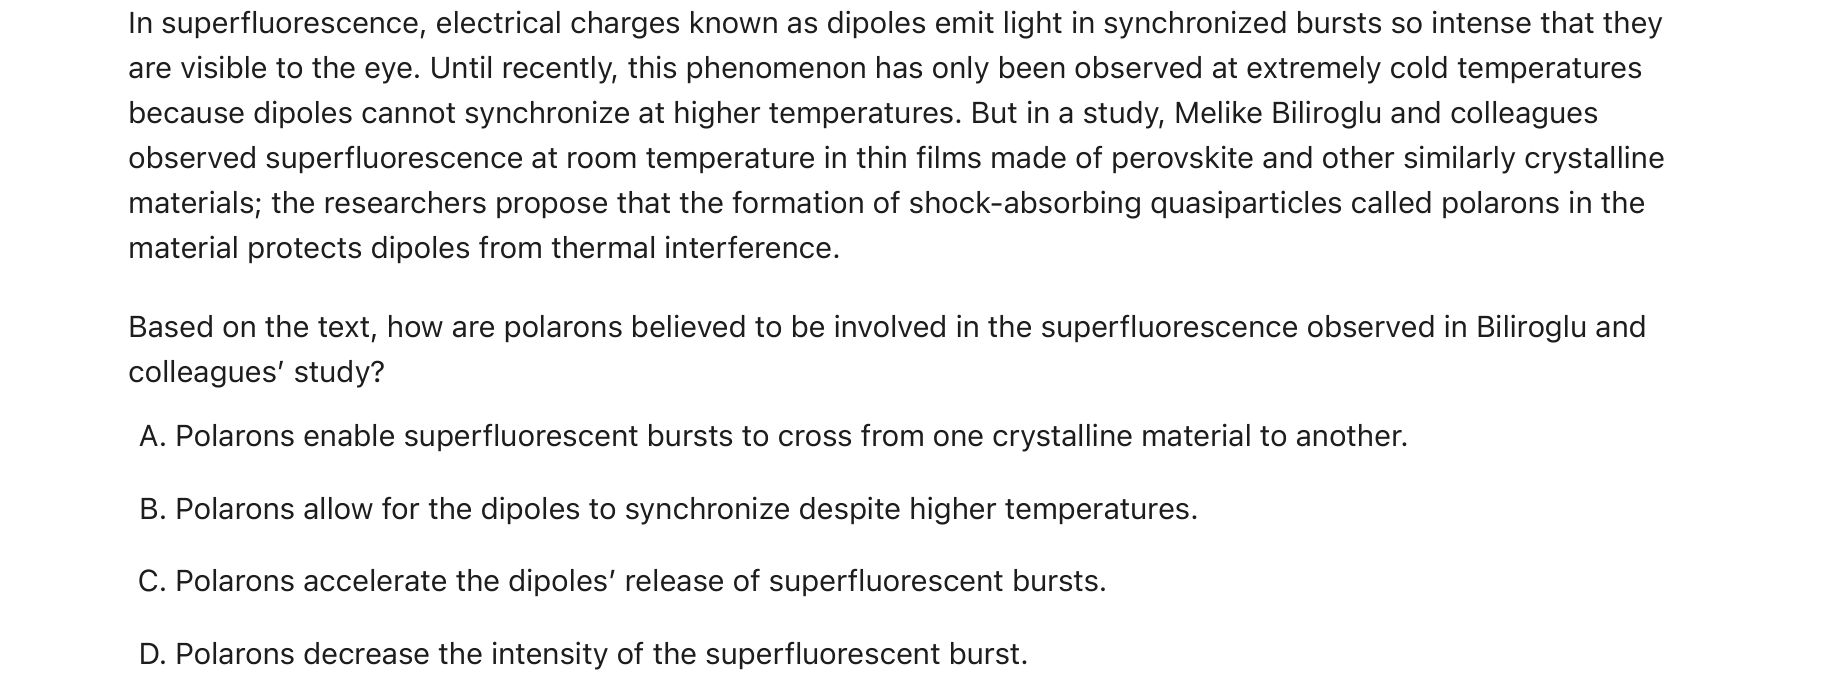 In superfluorescence, electrical charges known as dipoles emit light in synchronized bursts so intense that they
are visible to the eye. Until recently, this phenomenon has only been observed at extremely cold temperatures
because dipoles cannot synchronize at higher temperatures. But in a study, Melike Biliroglu and colleagues
observed superfluorescence at room temperature in thin films made of perovskite and other similarly crystalline
materials; the researchers propose that the formation of shock-absorbing quasiparticles called polarons in the
material protects dipoles from thermal interference.
Based on the text, how are polarons believed to be involved in the superfluorescence observed in Biliroglu and
colleagues’ study?
A. Polarons enable superfluorescent bursts to cross from one crystalline material to another.
B. Polarons allow for the dipoles to synchronize despite higher temperatures.
C. Polarons accelerate the dipoles’ release of superfluorescent bursts.
D. Polarons decrease the intensity of the superfluorescent burst.